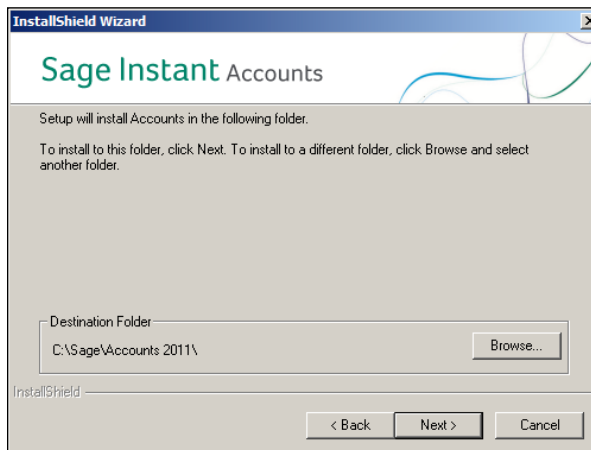 InstallShield Wizard
Sage Instant Accounts
Setup will install Accounts in the following folder.
To install to this folder, click Next. To install to a different folder, click Browse and select
another folder.
Destination Folder
C:\Sage\Accounts 2011\
Browse...
InstallShield
< Back
Next >
Cancel